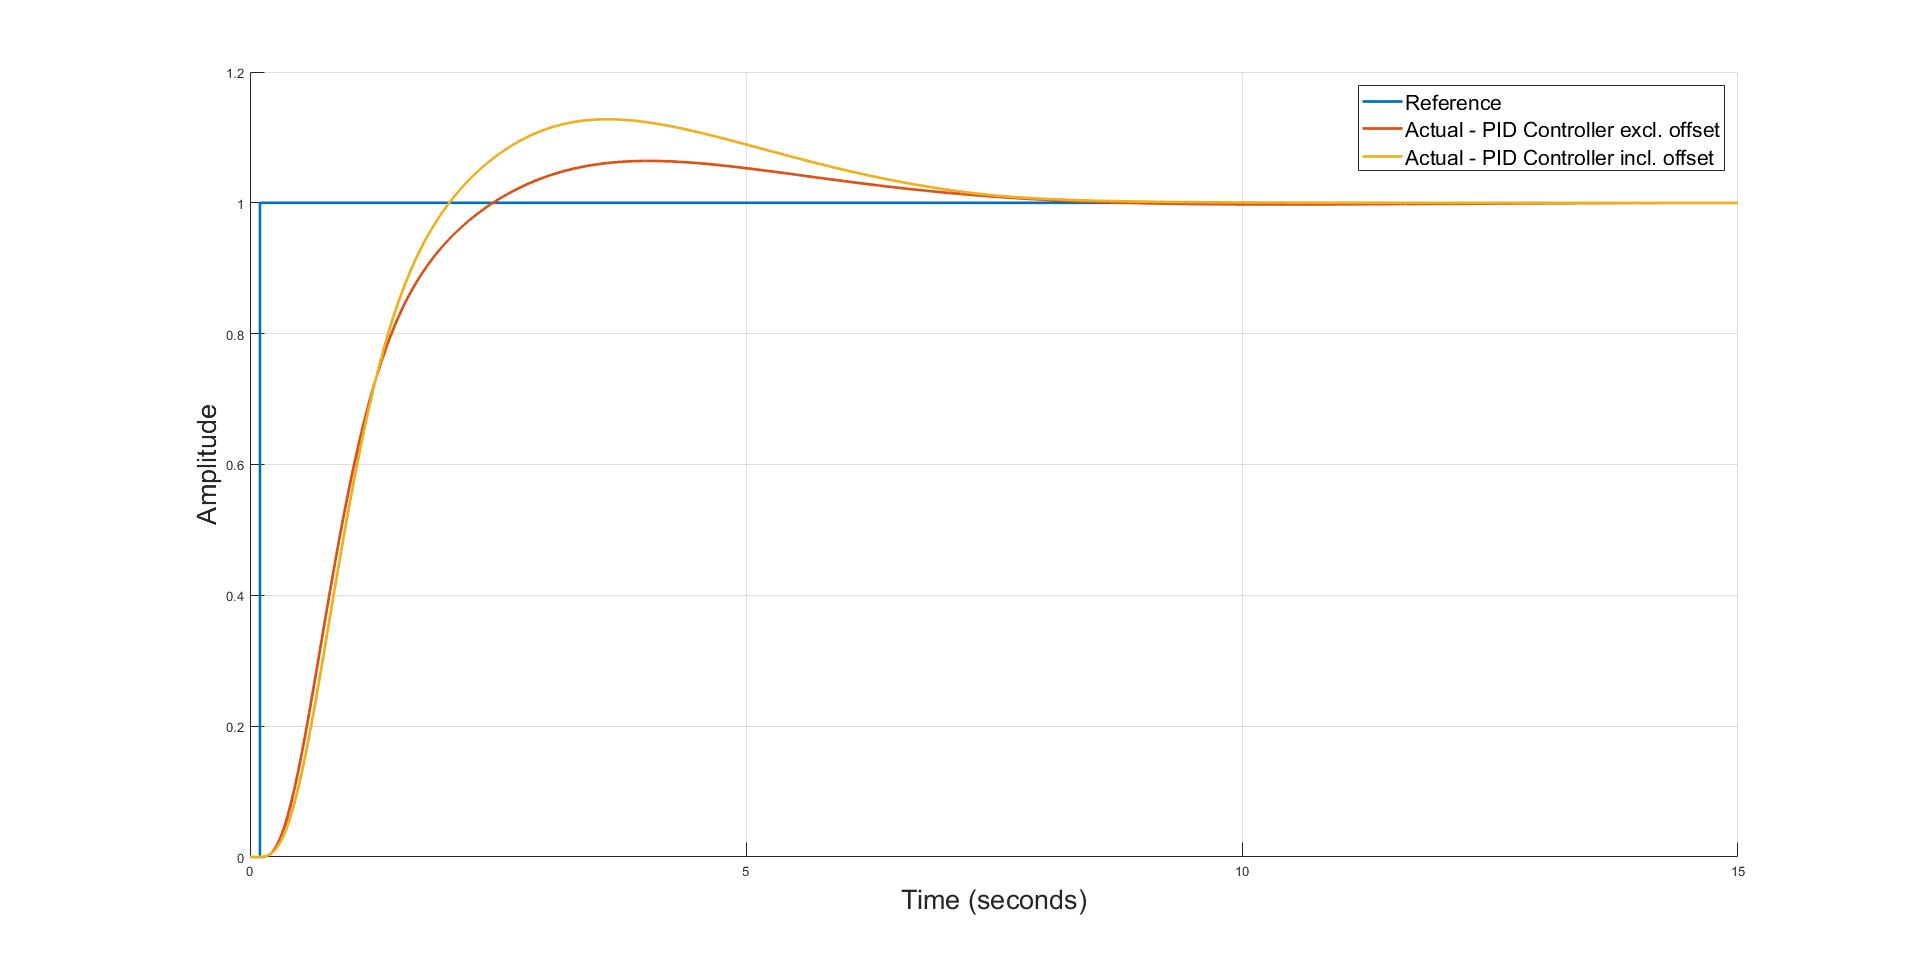 1.2
1
0.8
0.6
0.4
0.2
0
Amplitude
Reference
Actual - PID Controller excl. offset
Actual - PID Controller incl. offset
0 5 10 15
Time (seconds)